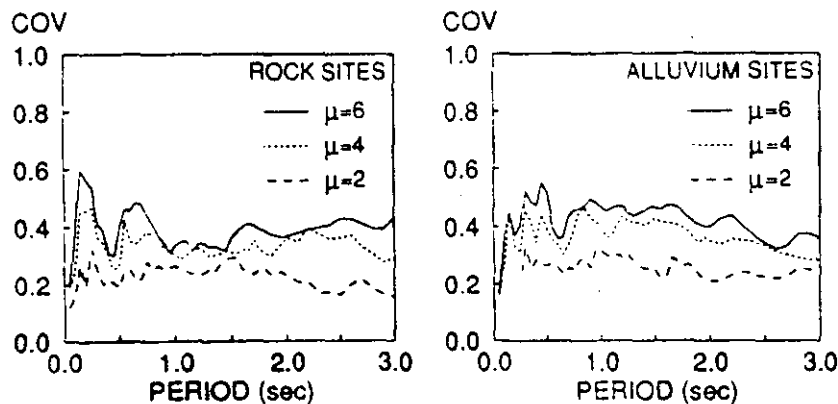 COV
1.0
0.8
0.6
0.4
0.2
0.0
ROCK SITES
μ=6
μ=4
μ=2
0.0 1.0 2.0 3.0
PERIOD (sec)
COV
1.0
0.8
0.6
0.4
0.2
0.0
ALLUVIUM SITES
μ=6
μ=4
μ=2
0.0 1.0 2.0 3.0
PERIOD (sec)